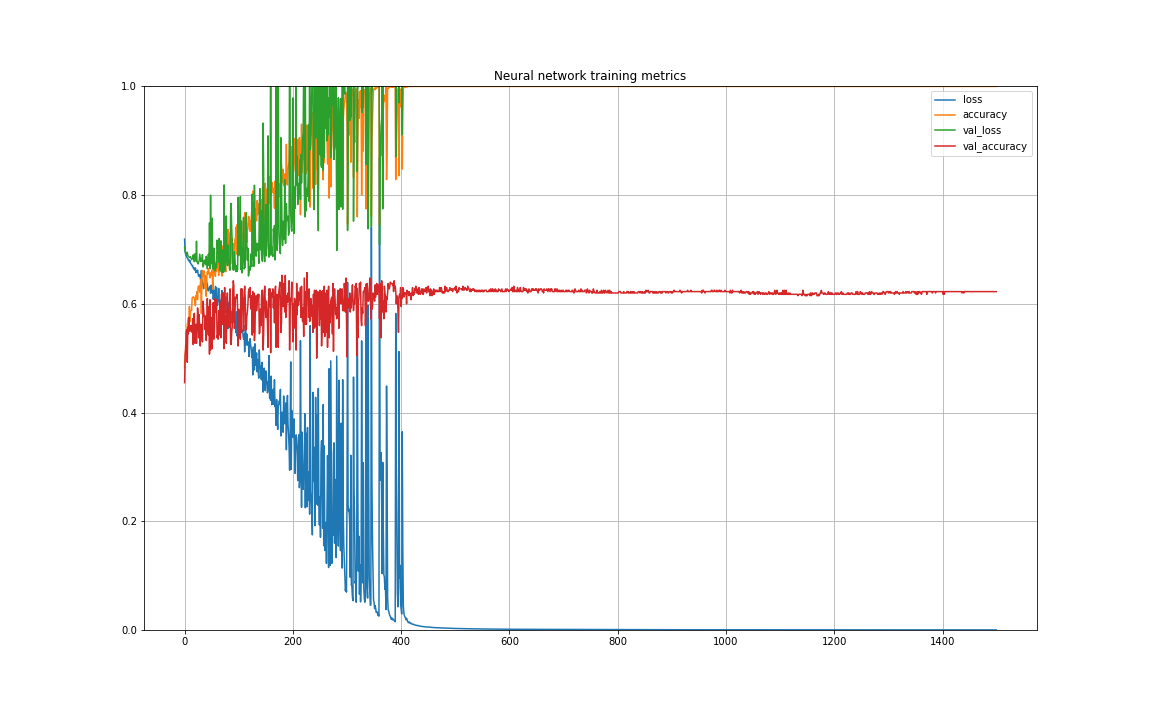 Neural network training metrics
loss
accuracy
val_loss
val_accuracy
1.0
0.8
0.6
0.4
0.2
0.0
0 200 400 600 800 1000 1200 1400